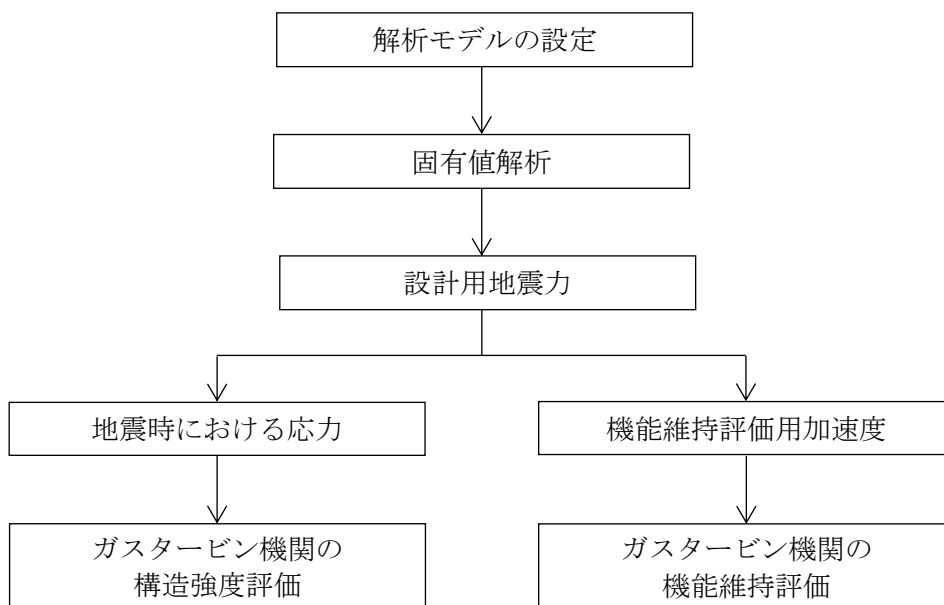 解析モデルの設定
固有値解析
設計用地震力
地震時における応力
機能維持評価用加速度
ガスタービン機関の
構造強度評価
ガスタービン機関の
機能維持評価